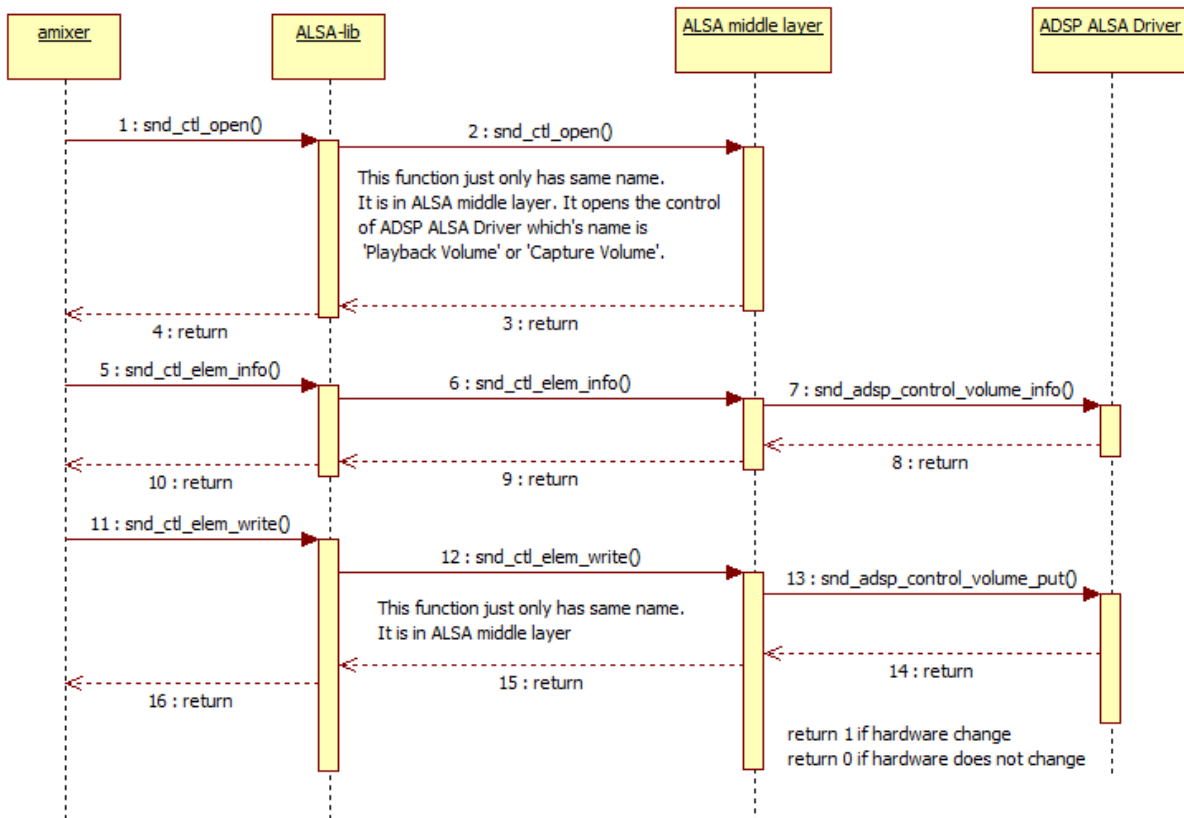 amixer
ALSA-lib
ALSA middle layer
ADSP ALSA Driver
1 : snd_ctl_open()
2 : snd_ctl_open()
This function just only has same name.
It is in ALSA middle layer. It opens the control
of ADSP ALSA Driver which's name is
'Playback Volume' or 'Capture Volume'.
3 : return
4 : return
5 : snd_ctl_elem_info()
6 : snd_ctl_elem_info()
7 : snd_adsp_control_volume_info()
8 : return
9 : return
10 : return
11 : snd_ctl_elem_write()
12 : snd_ctl_elem_write()
13 : snd_adsp_control_volume_put()
This function just only has same name.
It is in ALSA middle layer
14 : return
15 : return
16 : return
return 1 if hardware change
return 0 if hardware does not change